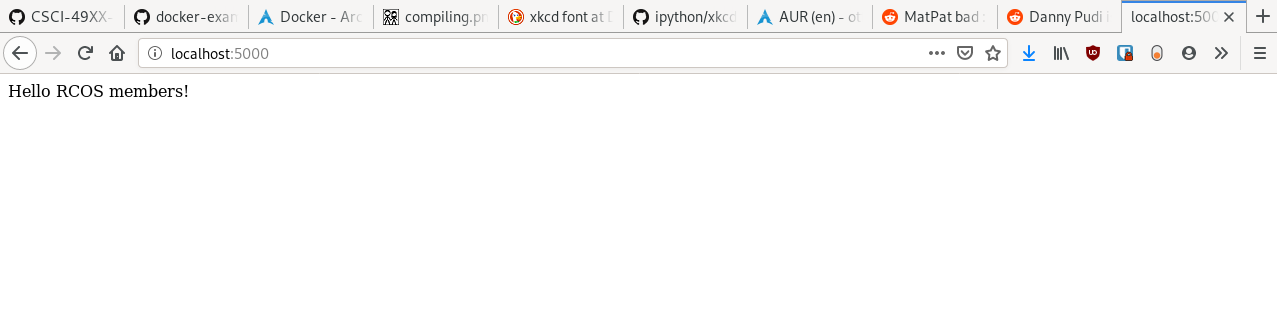 CSCI-49XX-
docker-exan
Docker - Arc
compiling.pn
xkcd font at D
ipython/xkcd
AUR (en) - ot
MatPat bad
Danny Pudi i
localhost:500
localhost:5000
Hello RCOS members!